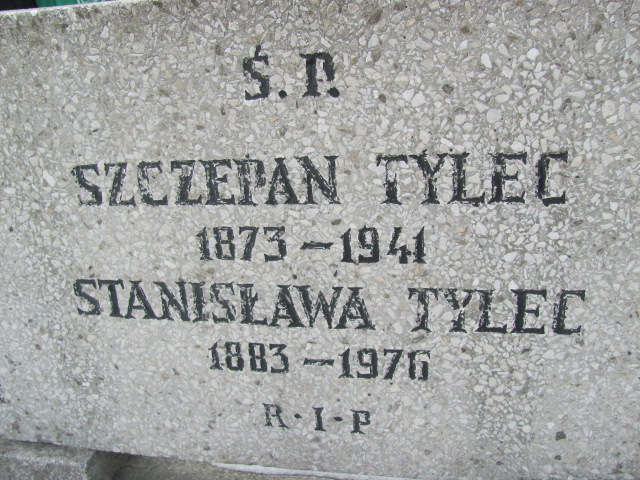 Ś.P.
SZCZEPAN TYLEC
1873-1941
STANISŁAWA TYLEC
1883-1976
R·I·P